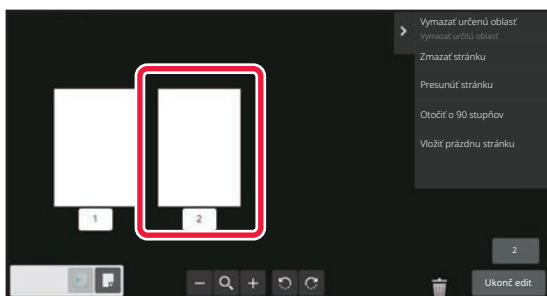 Vymazať určenú oblasť
Vymazať určitú oblasť
Zmazať stránku
Presunúť stránku
Otočiť o 90 stupňov
Vložiť prázdnu stránku
1
2
2
Ukonč edit